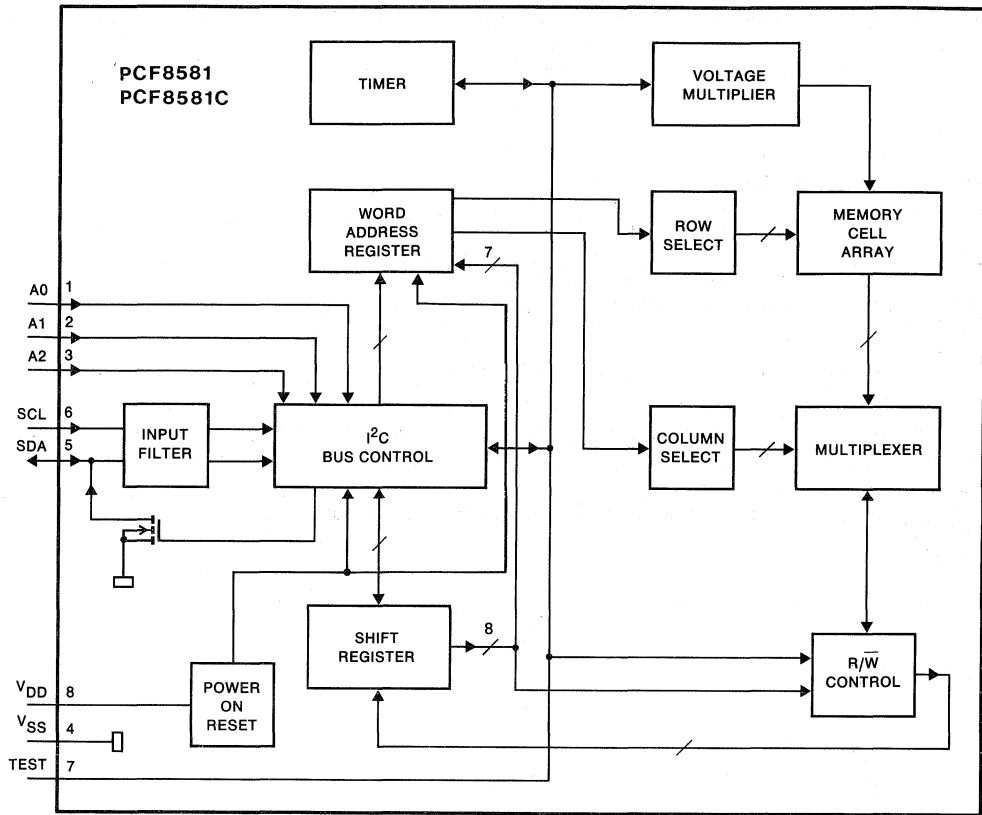 PCF8581
PCF8581C
TIMER
VOLTAGE
MULTIPLIER
WORD
ADDRESS
REGISTER
ROW
SELECT
MEMORY
CELL
ARRAY
7
A0 1
A1 2
A2 3
SCL 6
SDA 5
INPUT
FILTER
I²C
BUS CONTROL
COLUMN
SELECT
MULTIPLEXER
SHIFT
REGISTER
8
R/W̅
CONTROL
POWER
ON
RESET
VDD 8
VSS 4
TEST 7